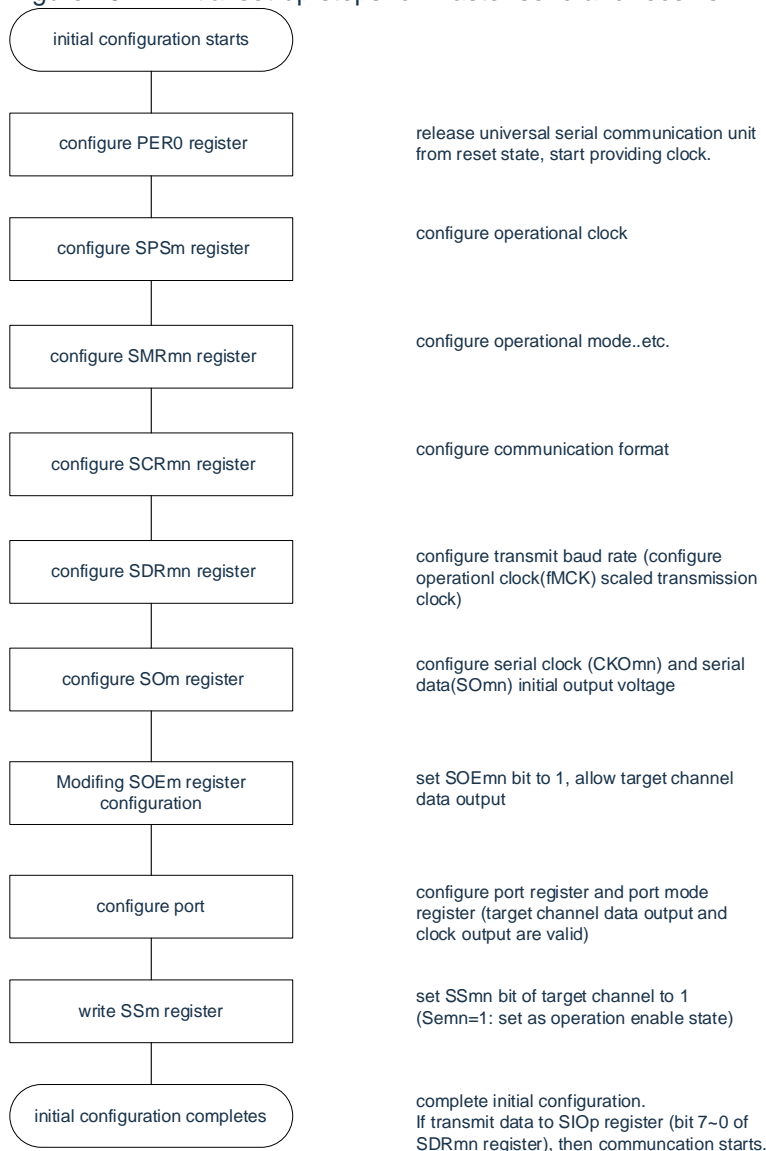 initial configuration starts
configure PER0 register
release universal serial communication unit
from reset state, start providing clock.
configure SPSm register
configure operational clock
configure SMRmn register
configure operational mode..etc.
configure SCRmn register
configure communication format
configure SDRmn register
configure transmit baud rate (configure
operationl clock(fMCK) scaled transmission
clock)
configure SOm register
configure serial clock (CKOmn) and serial
data(SOmn) initial output voltage
Modifing SOEm register
configuration
set SOEmn bit to 1, allow target channel
data output
configure port
configure port register and port mode
register (target channel data output and
clock output are valid)
write SSm register
set SSmn bit of target channel to 1
(Semn=1: set as operation enable state)
initial configuration completes
complete initial configuration.
If transmit data to SIOp register (bit 7~0 of
SDRmn register), then communcation starts.